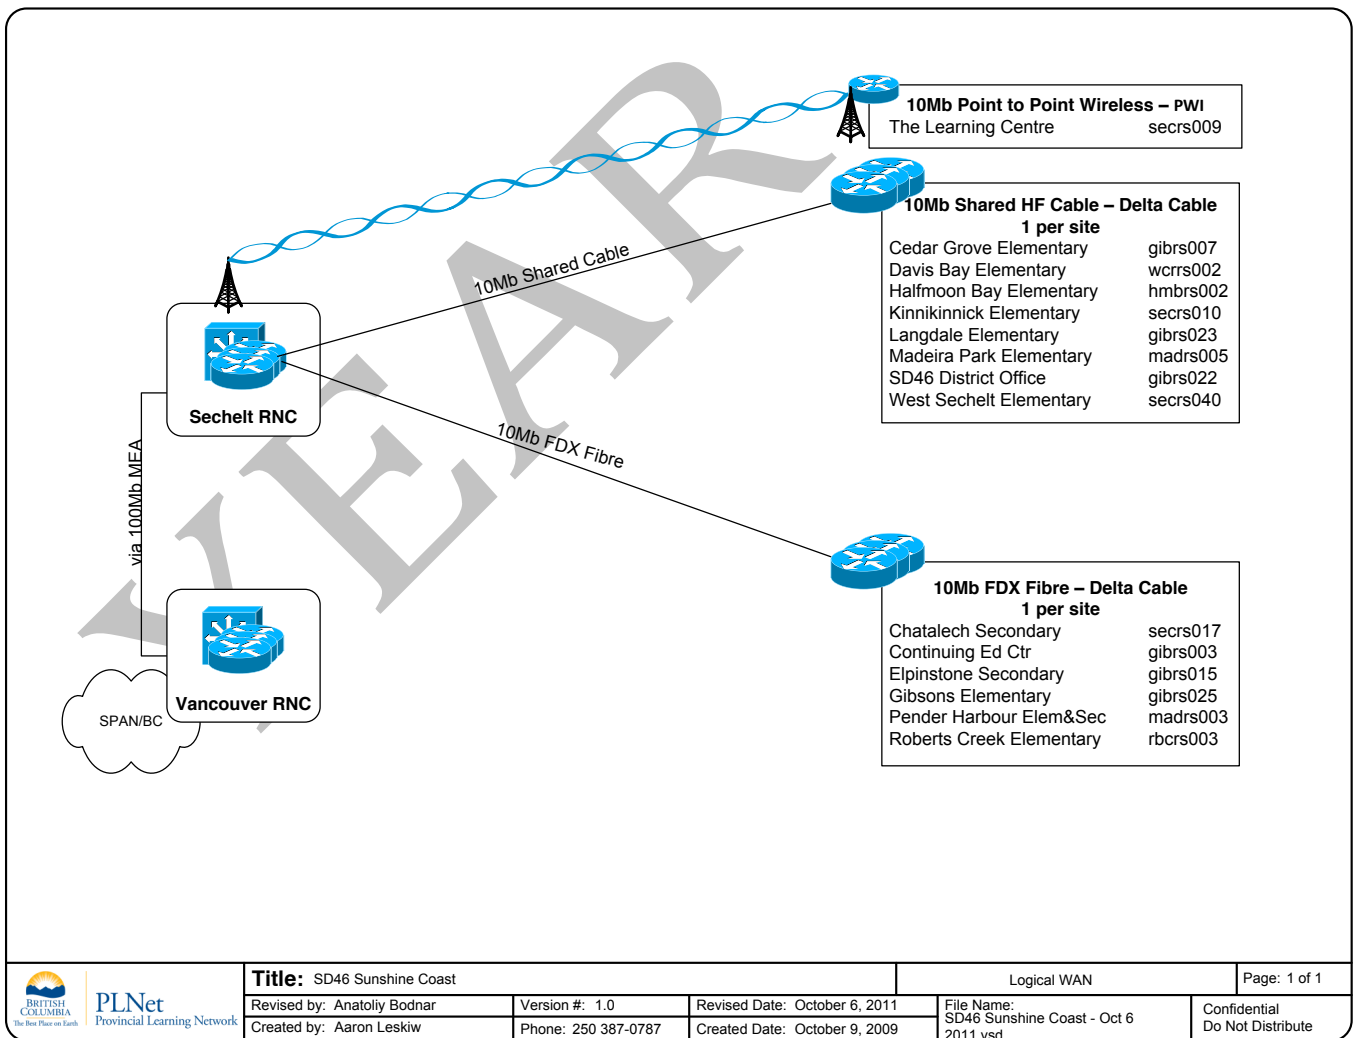 YEAR
10Mb Point to Point Wireless – PWI
The Learning Centre secrs009
10Mb Shared HF Cable – Delta Cable
1 per site
Cedar Grove Elementary gibrs007
Davis Bay Elementary wcrrs002
Halfmoon Bay Elementary hmbrs002
Kinnikinnick Elementary secrs010
Langdale Elementary gibrs023
Madeira Park Elementary madrs005
SD46 District Office gibrs022
West Sechelt Elementary secrs040
10Mb Shared Cable
Sechelt RNC
10Mb FDX Fibre
via 100Mb MEA
10Mb FDX Fibre – Delta Cable
1 per site
Chatalech Secondary secrs017
Continuing Ed Ctr gibrs003
Elpinstone Secondary gibrs015
Gibsons Elementary gibrs025
Pender Harbour Elem&Sec madrs003
Roberts Creek Elementary rbcrs003
Vancouver RNC
SPAN/BC
BRITISH
COLUMBIA
The Best Place on Earth
PLNet
Provincial Learning Network
Title: SD46 Sunshine Coast
Logical WAN
Page: 1 of 1
Revised by: Anatoliy Bodnar
Version #: 1.0
Revised Date: October 6, 2011
File Name:
SD46 Sunshine Coast - Oct 6
2011.vsd
Confidential
Do Not Distribute
Created by: Aaron Leskiw
Phone: 250 387-0787
Created Date: October 9, 2009